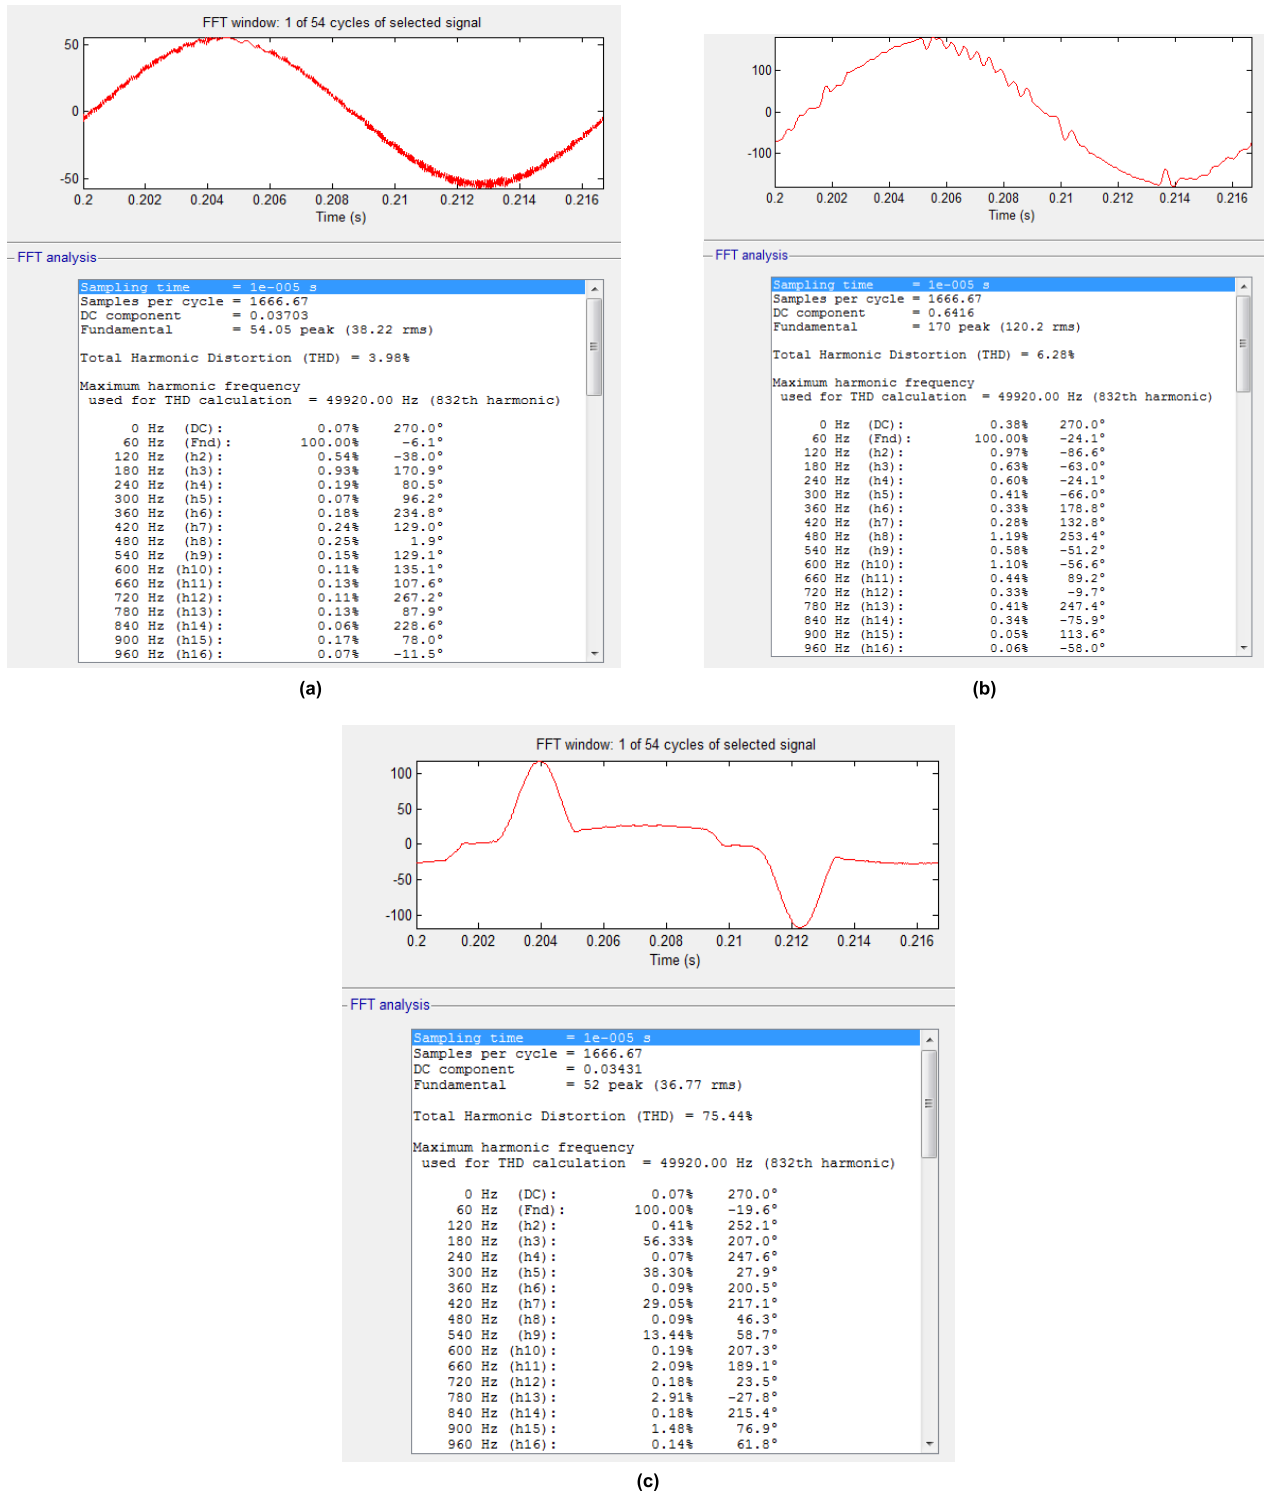 FFT window: 1 of 54 cycles of selected signal
50
0
-50
0.2 0.202 0.204 0.206 0.208 0.21 0.212 0.214 0.216
Time (s)
FFT analysis
Sampling time = 1e-005 s
Samples per cycle = 1666.67
DC component = 0.03703
Fundamental = 54.05 peak (38.22 rms)
Total Harmonic Distortion (THD) = 3.98%
Maximum harmonic frequency
used for THD calculation = 49920.00 Hz (832th harmonic)
0 Hz (DC): 0.07% 270.0°
60 Hz (Fnd): 100.00% -6.1°
120 Hz (h2): 0.54% -38.0°
180 Hz (h3): 0.93% 170.9°
240 Hz (h4): 0.19% 80.5°
300 Hz (h5): 0.07% 96.2°
360 Hz (h6): 0.18% 234.8°
420 Hz (h7): 0.24% 129.0°
480 Hz (h8): 0.25% 1.9°
540 Hz (h9): 0.15% 129.1°
600 Hz (h10): 0.11% 135.1°
660 Hz (h11): 0.13% 107.6°
720 Hz (h12): 0.11% 267.2°
780 Hz (h13): 0.13% 87.9°
840 Hz (h14): 0.06% 228.6°
900 Hz (h15): 0.17% 78.0°
960 Hz (h16): 0.07% -11.5°
(a)
100
0
-100
0.2 0.202 0.204 0.206 0.208 0.21 0.212 0.214 0.216
Time (s)
FFT analysis
Sampling time = 1e-005 s
Samples per cycle = 1666.67
DC component = 0.6416
Fundamental = 170 peak (120.2 rms)
Total Harmonic Distortion (THD) = 6.28%
Maximum harmonic frequency
used for THD calculation = 49920.00 Hz (832th harmonic)
0 Hz (DC): 0.38% 270.0°
60 Hz (Fnd): 100.00% -24.1°
120 Hz (h2): 0.97% -86.6°
180 Hz (h3): 0.63% -63.0°
240 Hz (h4): 0.60% -24.1°
300 Hz (h5): 0.41% -66.0°
360 Hz (h6): 0.33% 178.8°
420 Hz (h7): 0.28% 132.8°
480 Hz (h8): 1.19% 253.4°
540 Hz (h9): 0.58% -51.2°
600 Hz (h10): 1.10% -56.6°
660 Hz (h11): 0.44% 89.2°
720 Hz (h12): 0.33% -9.7°
780 Hz (h13): 0.41% 247.4°
840 Hz (h14): 0.34% -75.9°
900 Hz (h15): 0.05% 113.6°
960 Hz (h16): 0.06% -58.0°
(b)
FFT window: 1 of 54 cycles of selected signal
100
50
0
-50
-100
0.2 0.202 0.204 0.206 0.208 0.21 0.212 0.214 0.216
Time (s)
FFT analysis
Sampling time = 1e-005 s
Samples per cycle = 1666.67
DC component = 0.03431
Fundamental = 52 peak (36.77 rms)
Total Harmonic Distortion (THD) = 75.44%
Maximum harmonic frequency
used for THD calculation = 49920.00 Hz (832th harmonic)
0 Hz (DC): 0.07% 270.0°
60 Hz (Fnd): 100.00% -19.6°
120 Hz (h2): 0.41% 252.1°
180 Hz (h3): 56.33% 207.0°
240 Hz (h4): 0.07% 247.6°
300 Hz (h5): 38.30% 27.9°
360 Hz (h6): 0.09% 200.5°
420 Hz (h7): 29.05% 217.1°
480 Hz (h8): 0.09% 46.3°
540 Hz (h9): 13.44% 58.7°
600 Hz (h10): 0.19% 207.3°
660 Hz (h11): 2.09% 189.1°
720 Hz (h12): 0.18% 23.5°
780 Hz (h13): 2.91% -27.8°
840 Hz (h14): 0.18% 215.4°
900 Hz (h15): 1.48% 76.9°
960 Hz (h16): 0.14% 61.8°
(c)